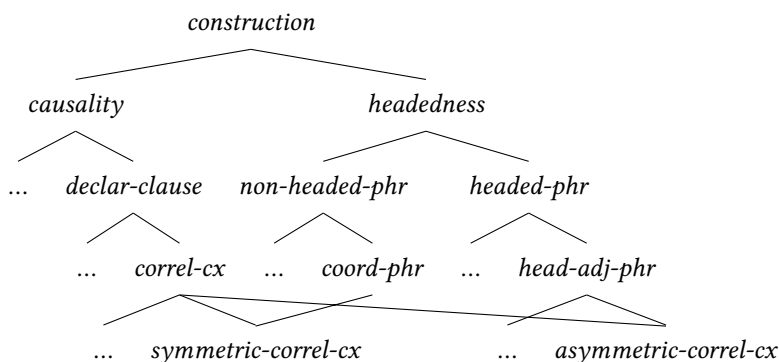 construction
causality headedness
... declar-clause non-headed-phr headed-phr
... correl-cx ... coord-phr ... head-adj-phr
... symmetric-correl-cx ... asymmetric-correl-cx